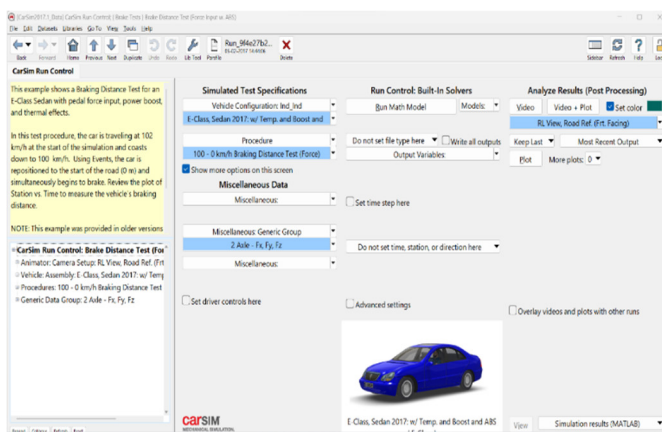 [CarSim2017.1_Data] CarSim Run Control | Brake Tests | Brake Distance Test (Force Input w. ABS)
File Edit Datasets Libraries Go To View Tools Help
Back Forward Home Previous Next Duplicate Undo Redo Lib Tool Parsfile Delete Sidebar Refresh Help
Run_9f4e27b2...
CarSim Run Control
This example shows a Braking Distance Test for an
E-Class Sedan with pedal force input, power boost,
and thermal effects.
In this test procedure, the car is traveling at 102
km/h at the start of the simulation and coasts
down to 100 km/h. Using Events, the car is
repositioned to the start of the road (0 m) and
simultaneously begins to brake. Review the plot of
Station vs. Time to measure the vehicle's braking
distance.
NOTE: This example was provided in older versions
CarSim Run Control: Brake Distance Test (For
Animator: Camera Setup: RL View, Road Ref. (Frt
Vehicle: Assembly: E-Class, Sedan 2017: w/ Temp
Procedures: 100 - 0 km/h Braking Distance Test
Generic Data Group: 2 Axle - Fx, Fy, Fz
Simulated Test Specifications
Vehicle Configuration: Ind_Ind
E-Class, Sedan 2017: w/ Temp. and Boost and
Procedure
100 - 0 km/h Braking Distance Test (Force)
Show more options on this screen
Miscellaneous Data
Miscellaneous:
Miscellaneous: Generic Group
2 Axle - Fx, Fy, Fz
Miscellaneous:
Set driver controls here
Run Control: Built-In Solvers
Run Math Model Models:
Do not set file type here Write all outputs
Output Variables:
Set time step here
Do not set time, station, or direction here
Advanced settings
Analyze Results (Post Processing)
Video Video + Plot Set color
RL View, Road Ref. (Frt. Facing)
Keep Last Most Recent Output
Plot More plots: 0
Overlay videos and plots with other runs
CarSIM
MECHANICAL SIMULATION
E-Class, Sedan 2017: w/ Temp. and Boost and ABS
View Simulation results (MATLAB)